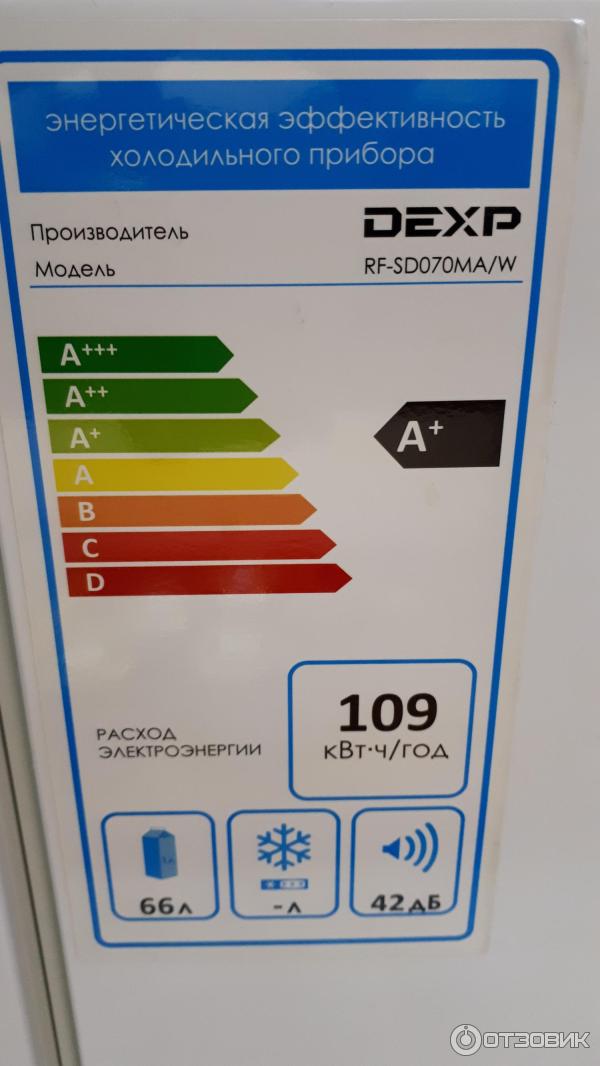 энергетическая эффективность
холодильного прибора
Производитель DEXP
Модель RF-SD070MA/W
A+++
A++
A+
A
B
C
D
A+
РАСХОД
ЭЛЕКТРОЭНЕРГИИ
109
кВт·ч/год
66л
-л
42дБ
ОТЗОВИК